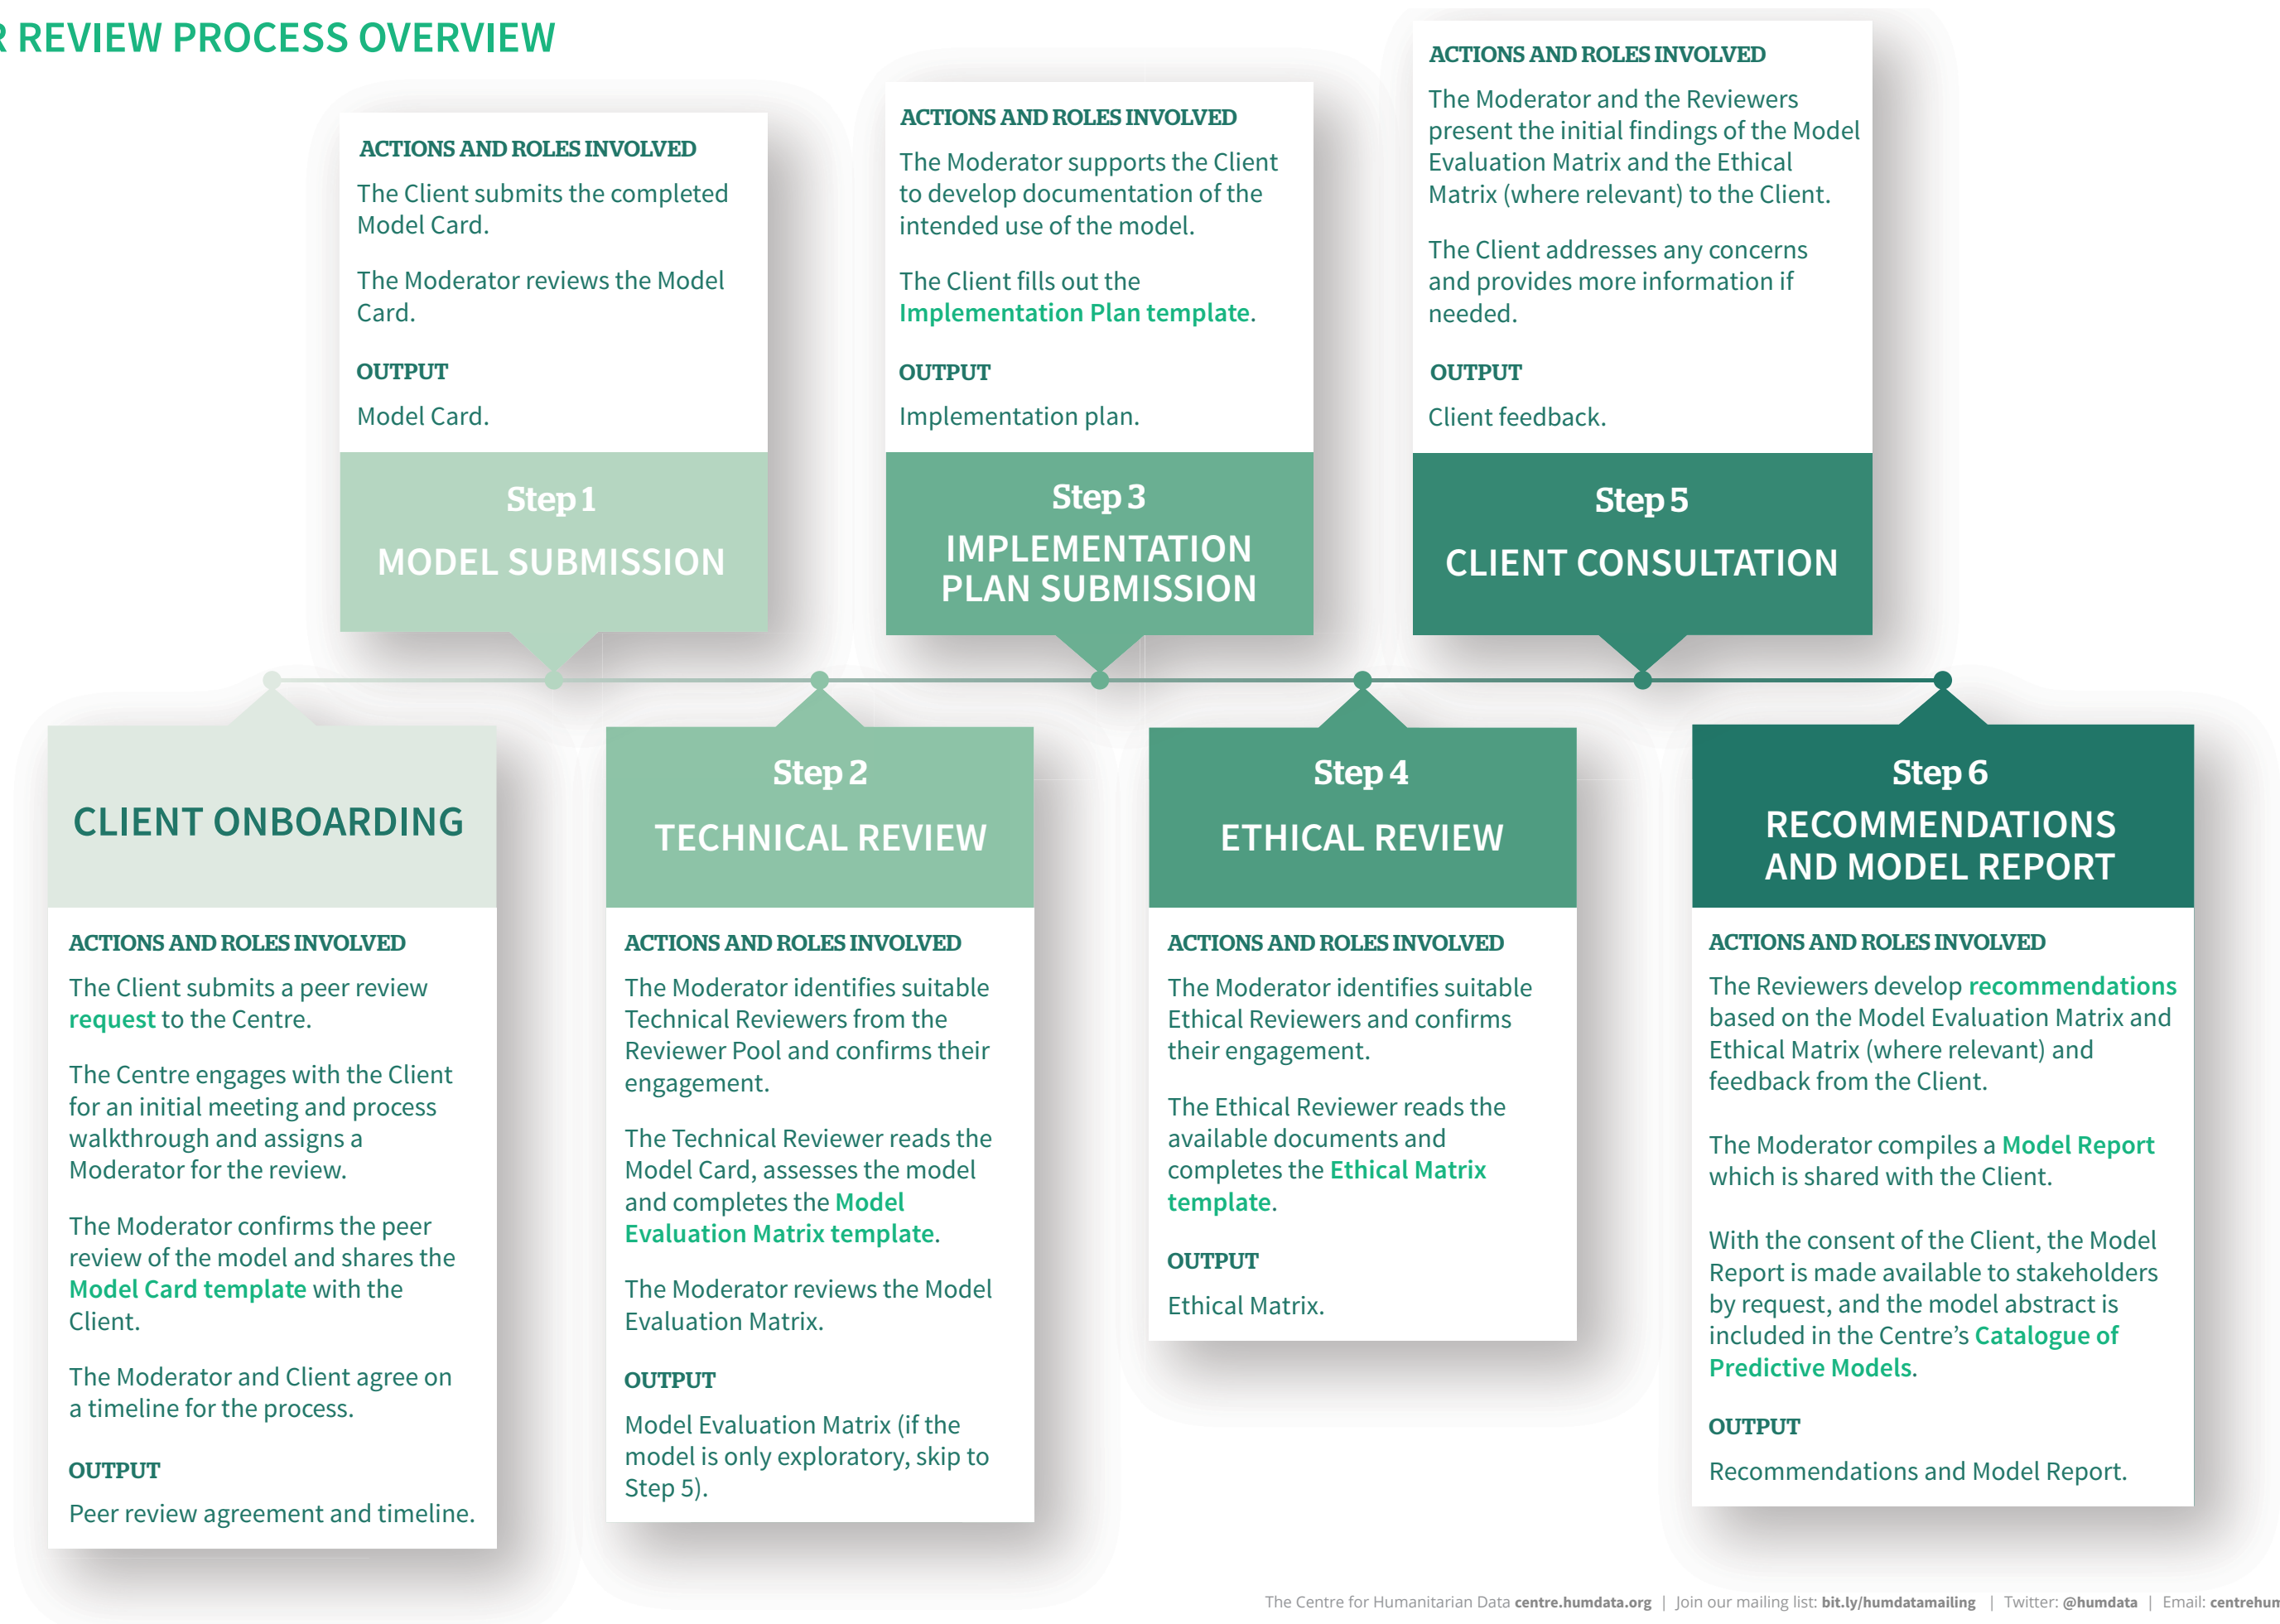 REVIEW PROCESS OVERVIEW
CLIENT ONBOARDING
ACTIONS AND ROLES INVOLVED
The Client submits a peer review
request to the Centre.
The Centre engages with the Client
for an initial meeting and process
walkthrough and assigns a
Moderator for the review.
The Moderator confirms the peer
review of the model and shares the
Model Card template with the
Client.
The Moderator and Client agree on
a timeline for the process.
OUTPUT
Peer review agreement and timeline.
ACTIONS AND ROLES INVOLVED
The Client submits the completed
Model Card.
The Moderator reviews the Model
Card.
OUTPUT
Model Card.
Step 1
MODEL SUBMISSION
Step 2
TECHNICAL REVIEW
ACTIONS AND ROLES INVOLVED
The Moderator identifies suitable
Technical Reviewers from the
Reviewer Pool and confirms their
engagement.
The Technical Reviewer reads the
Model Card, assesses the model
and completes the Model
Evaluation Matrix template.
The Moderator reviews the Model
Evaluation Matrix.
OUTPUT
Model Evaluation Matrix (if the
model is only exploratory, skip to
Step 5).
ACTIONS AND ROLES INVOLVED
The Moderator supports the Client
to develop documentation of the
intended use of the model.
The Client fills out the
Implementation Plan template.
OUTPUT
Implementation plan.
Step 3
IMPLEMENTATION
PLAN SUBMISSION
Step 4
ETHICAL REVIEW
ACTIONS AND ROLES INVOLVED
The Moderator identifies suitable
Ethical Reviewers and confirms
their engagement.
The Ethical Reviewer reads the
available documents and
completes the Ethical Matrix
template.
OUTPUT
Ethical Matrix.
ACTIONS AND ROLES INVOLVED
The Moderator and the Reviewers
present the initial findings of the Model
Evaluation Matrix and the Ethical
Matrix (where relevant) to the Client.
The Client addresses any concerns
and provides more information if
needed.
OUTPUT
Client feedback.
Step 5
CLIENT CONSULTATION
Step 6
RECOMMENDATIONS
AND MODEL REPORT
ACTIONS AND ROLES INVOLVED
The Reviewers develop recommendations
based on the Model Evaluation Matrix and
Ethical Matrix (where relevant) and
feedback from the Client.
The Moderator compiles a Model Report
which is shared with the Client.
With the consent of the Client, the Model
Report is made available to stakeholders
by request, and the model abstract is
included in the Centre’s Catalogue of
Predictive Models.
OUTPUT
Recommendations and Model Report.
The Centre for Humanitarian Data centre.humdata.org | Join our mailing list: bit.ly/humdatamailing | Twitter: @humdata | Email: centrehum